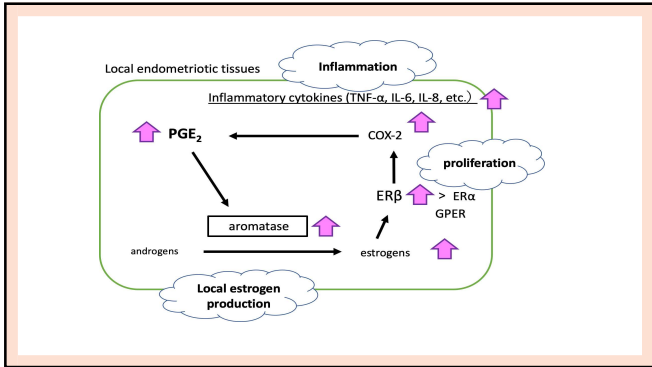 Local endometriotic tissues
Inflammation
Inflammatory cytokines (TNF-α, IL-6, IL-8, etc.）
PGE₂
COX-2
proliferation
ERβ > ERα
GPER
aromatase
androgens
estrogens
Local estrogen
production